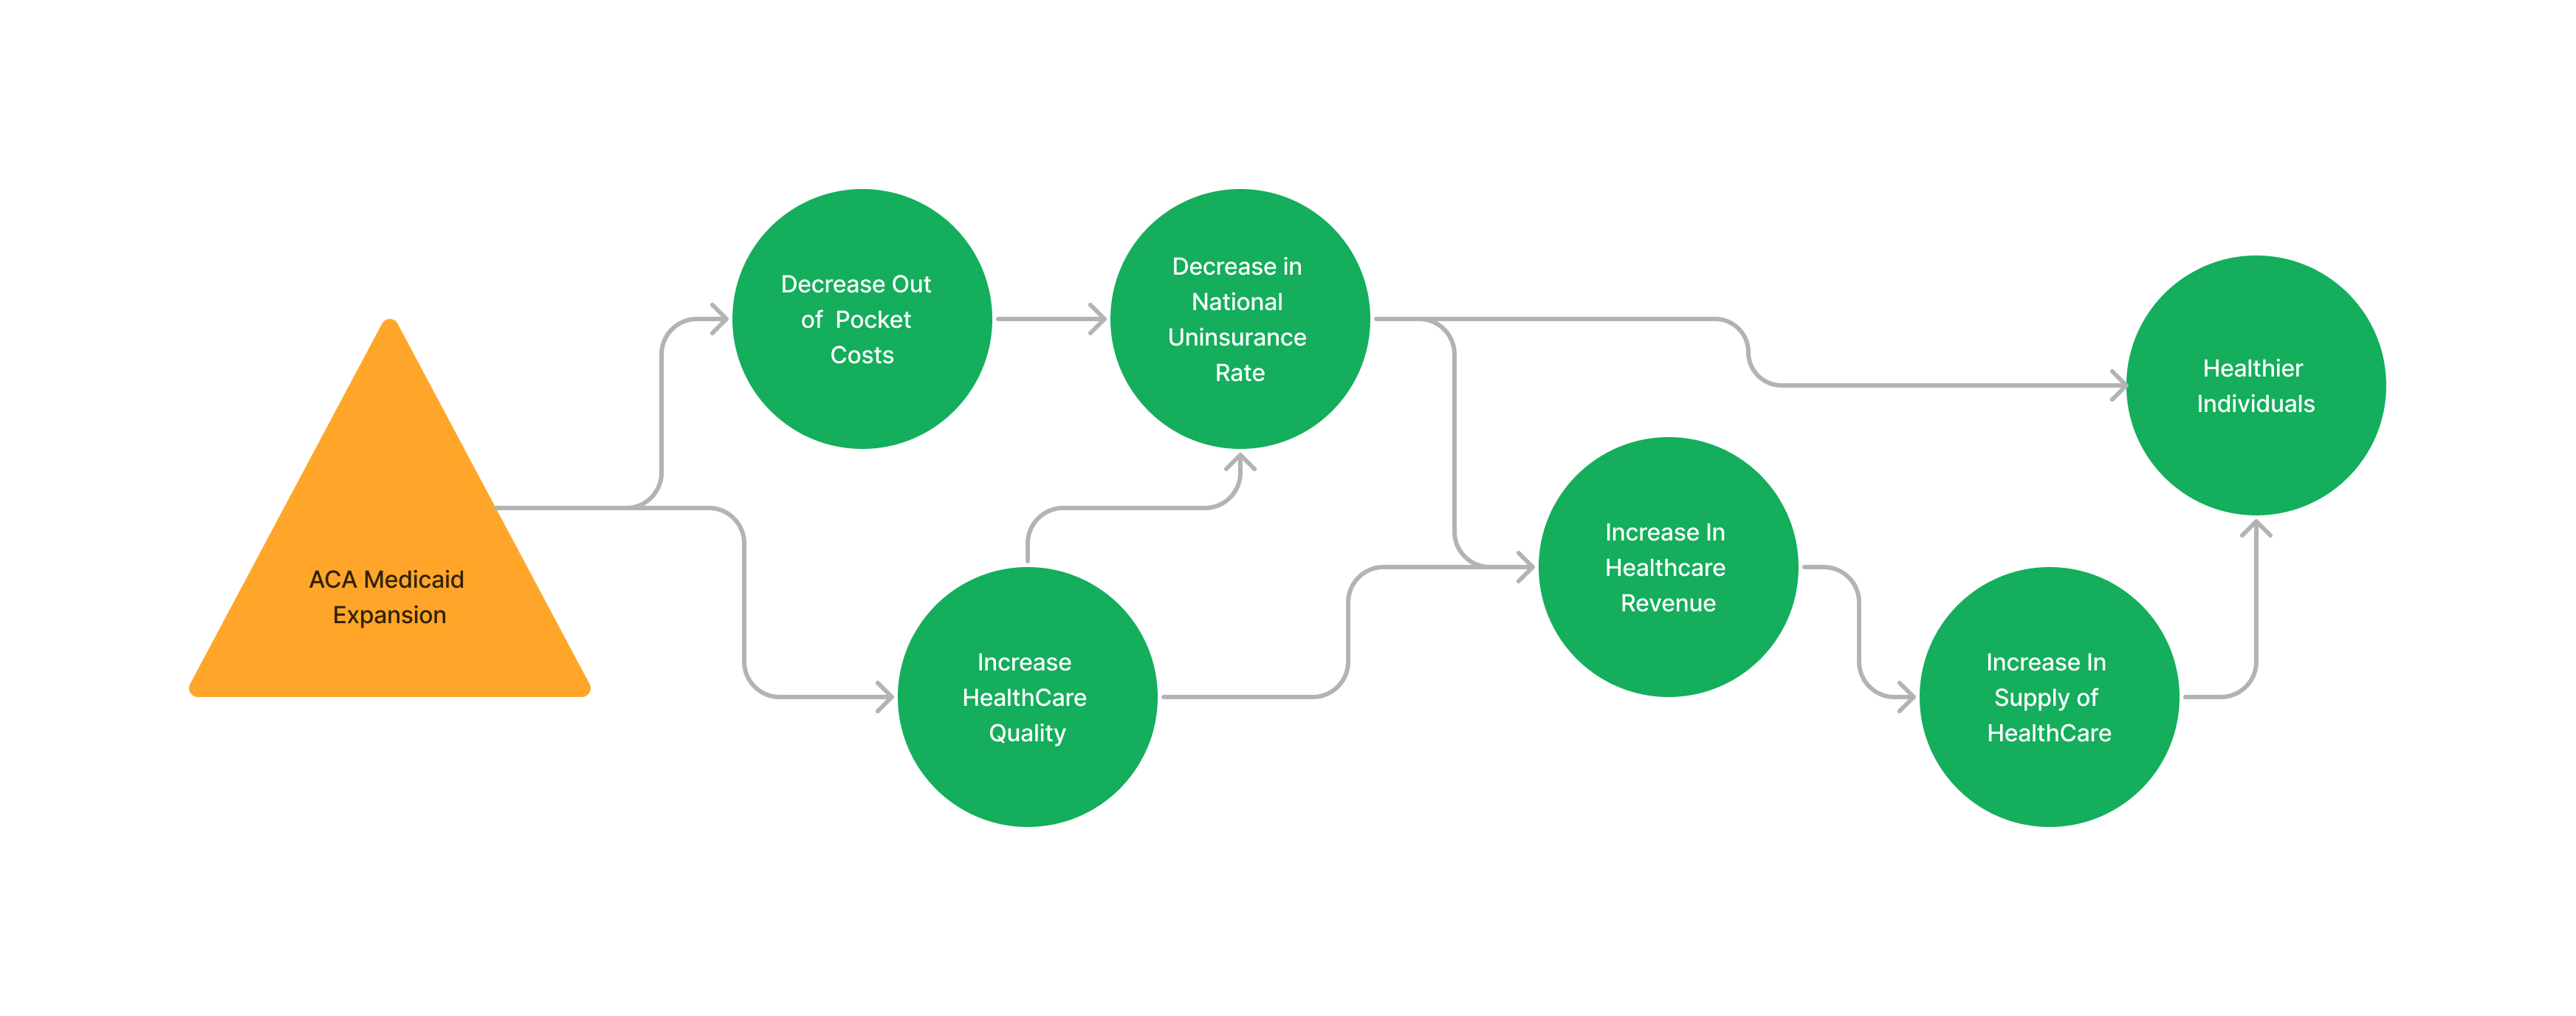 ACA Medicaid
Expansion
Decrease Out
of Pocket
Costs
Decrease in
National
Uninsurance
Rate
Increase
HealthCare
Quality
Increase In
Healthcare
Revenue
Increase In
Supply of
HealthCare
Healthier
Individuals